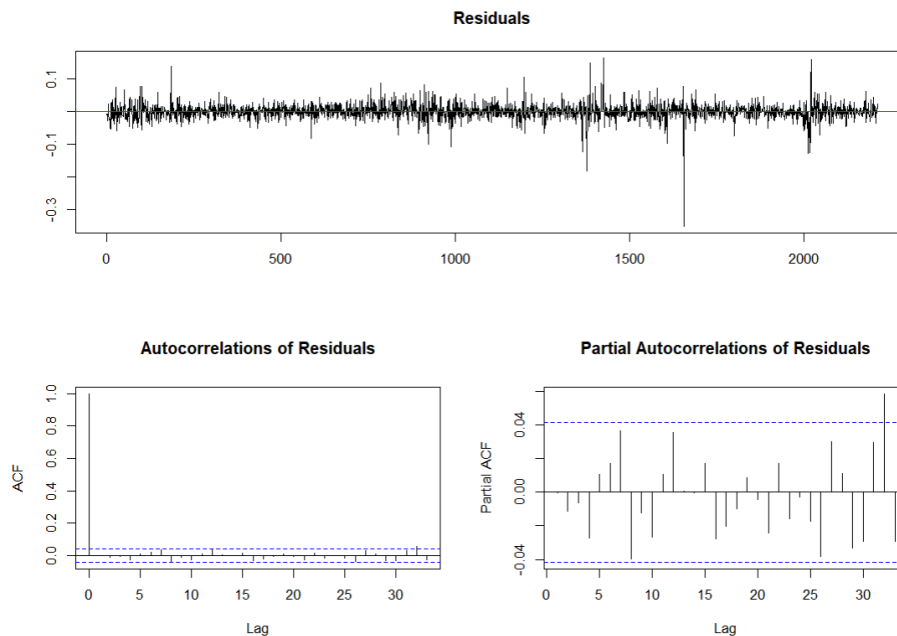 Residuals
0.1
-0.1
-0.3
0 500 1000 1500 2000
Autocorrelations of Residuals
ACF
1.0
0.8
0.6
0.4
0.2
0.0
0 5 10 15 20 25 30
Lag
Partial Autocorrelations of Residuals
Partial ACF
0.04
0.00
-0.04
0 5 10 15 20 25 30
Lag